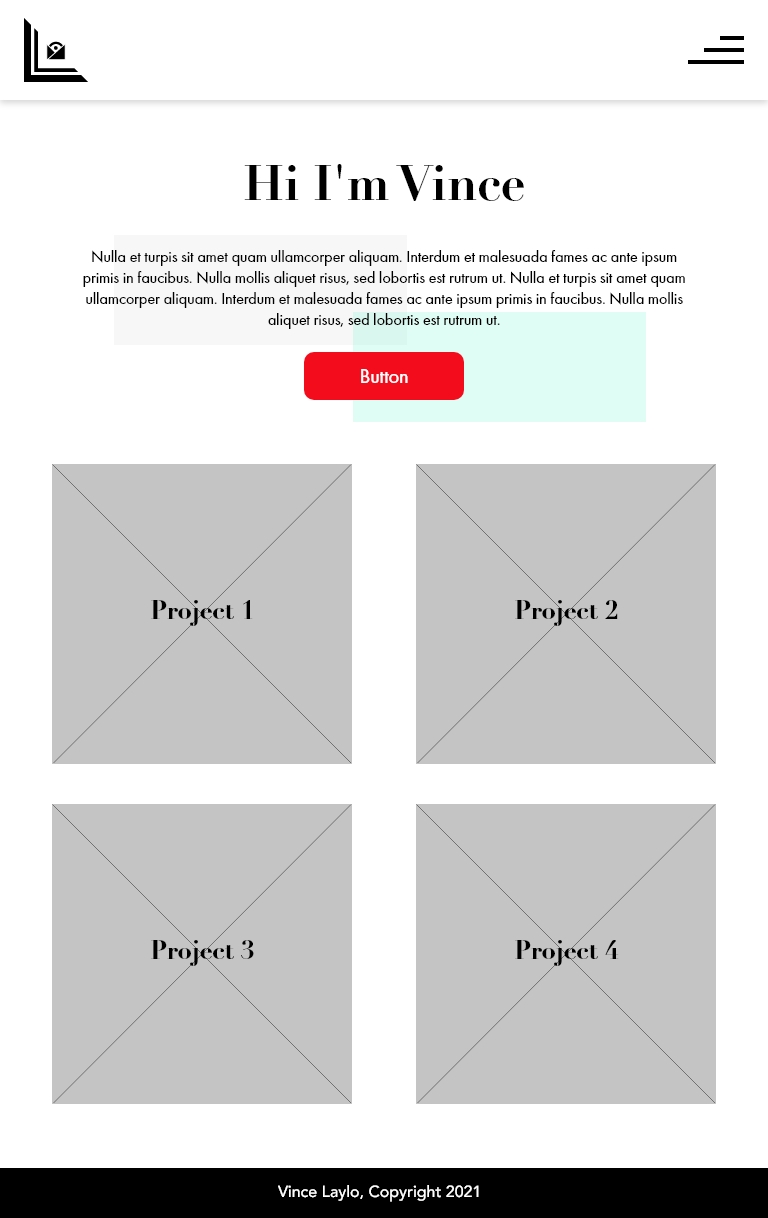 Hi I'm Vince
Nulla et turpis sit amet quam ullamcorper aliquam. Interdum et malesuada fames ac ante ipsum
primis in faucibus. Nulla mollis aliquet risus, sed lobortis est rutrum ut. Nulla et turpis sit amet quam
ullamcorper aliquam. Interdum et malesuada fames ac ante ipsum primis in faucibus. Nulla mollis
aliquet risus, sed lobortis est rutrum ut.
Button
Project 1
Project 2
Project 3
Project 4
Vince Laylo, Copyright 2021